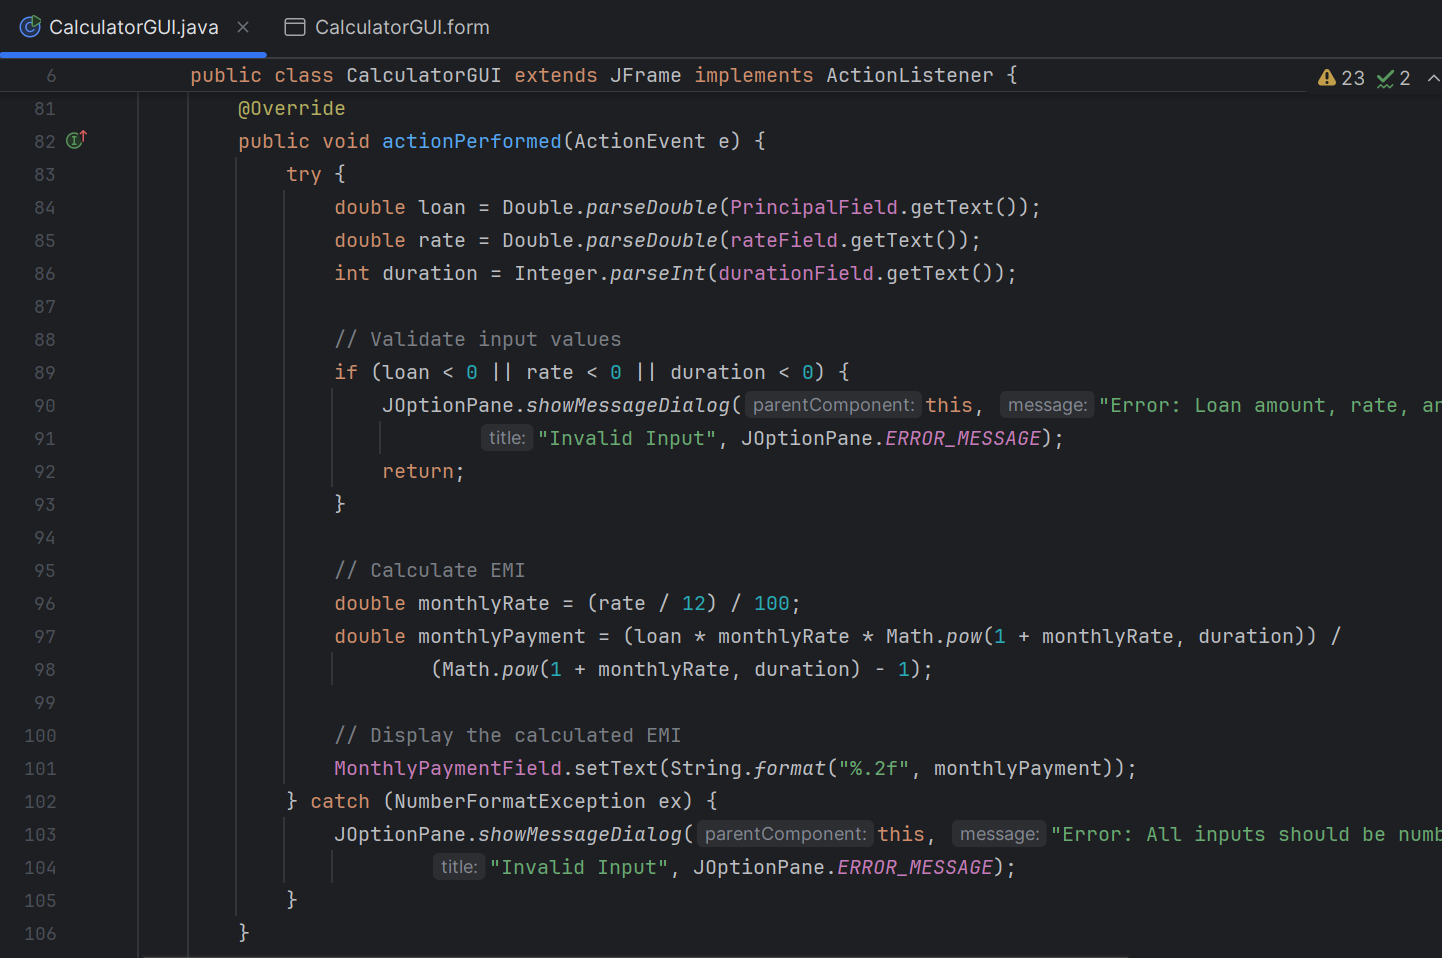 CalculatorGUI.java CalculatorGUI.form
6 public class CalculatorGUI extends JFrame implements ActionListener { 23 2
81 @Override
82 public void actionPerformed(ActionEvent e) {
83 try {
84 double loan = Double.parseDouble(PrincipalField.getText());
85 double rate = Double.parseDouble(rateField.getText());
86 int duration = Integer.parseInt(durationField.getText());
87
88 // Validate input values
89 if (loan < 0 || rate < 0 || duration < 0) {
90 JOptionPane.showMessageDialog( parentComponent: this, message: "Error: Loan amount, rate, an
91 title: "Invalid Input", JOptionPane.ERROR_MESSAGE);
92 return;
93 }
94
95 // Calculate EMI
96 double monthlyRate = (rate / 12) / 100;
97 double monthlyPayment = (loan * monthlyRate * Math.pow(1 + monthlyRate, duration)) /
98 (Math.pow(1 + monthlyRate, duration) - 1);
99
100 // Display the calculated EMI
101 MonthlyPaymentField.setText(String.format("%.2f", monthlyPayment));
102 } catch (NumberFormatException ex) {
103 JOptionPane.showMessageDialog( parentComponent: this, message: "Error: All inputs should be numb
104 title: "Invalid Input", JOptionPane.ERROR_MESSAGE);
105 }
106 }